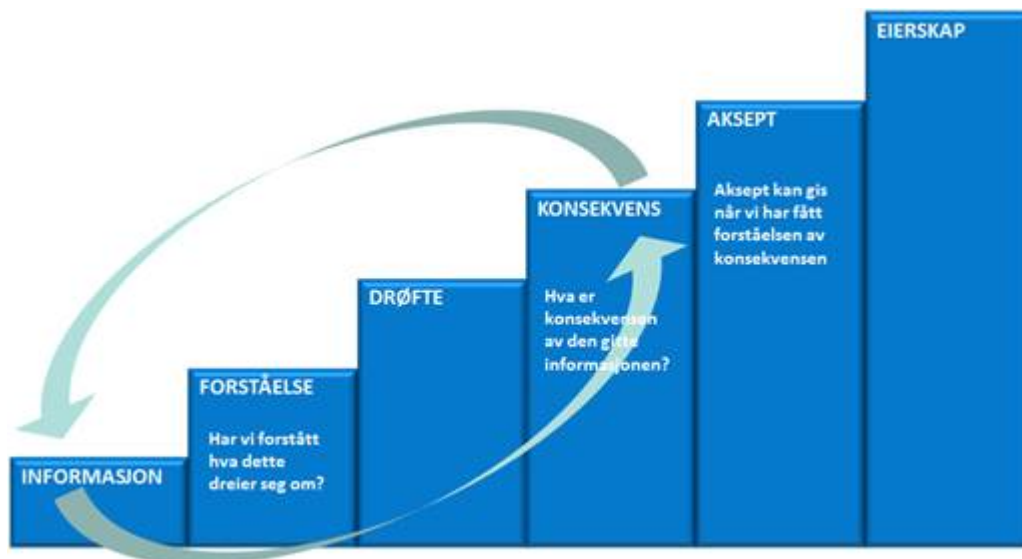 INFORMASJON
FORSTÅELSE
Har vi forstått
hva dette
dreier seg om?
DRØFTE
KONSEKVENS
Hva er
konsekvensen
av den gitte
informasjonen?
AKSEPT
Aksept kan gis
når vi har fått
forståelsen av
konsekvensen
EIERSKAP